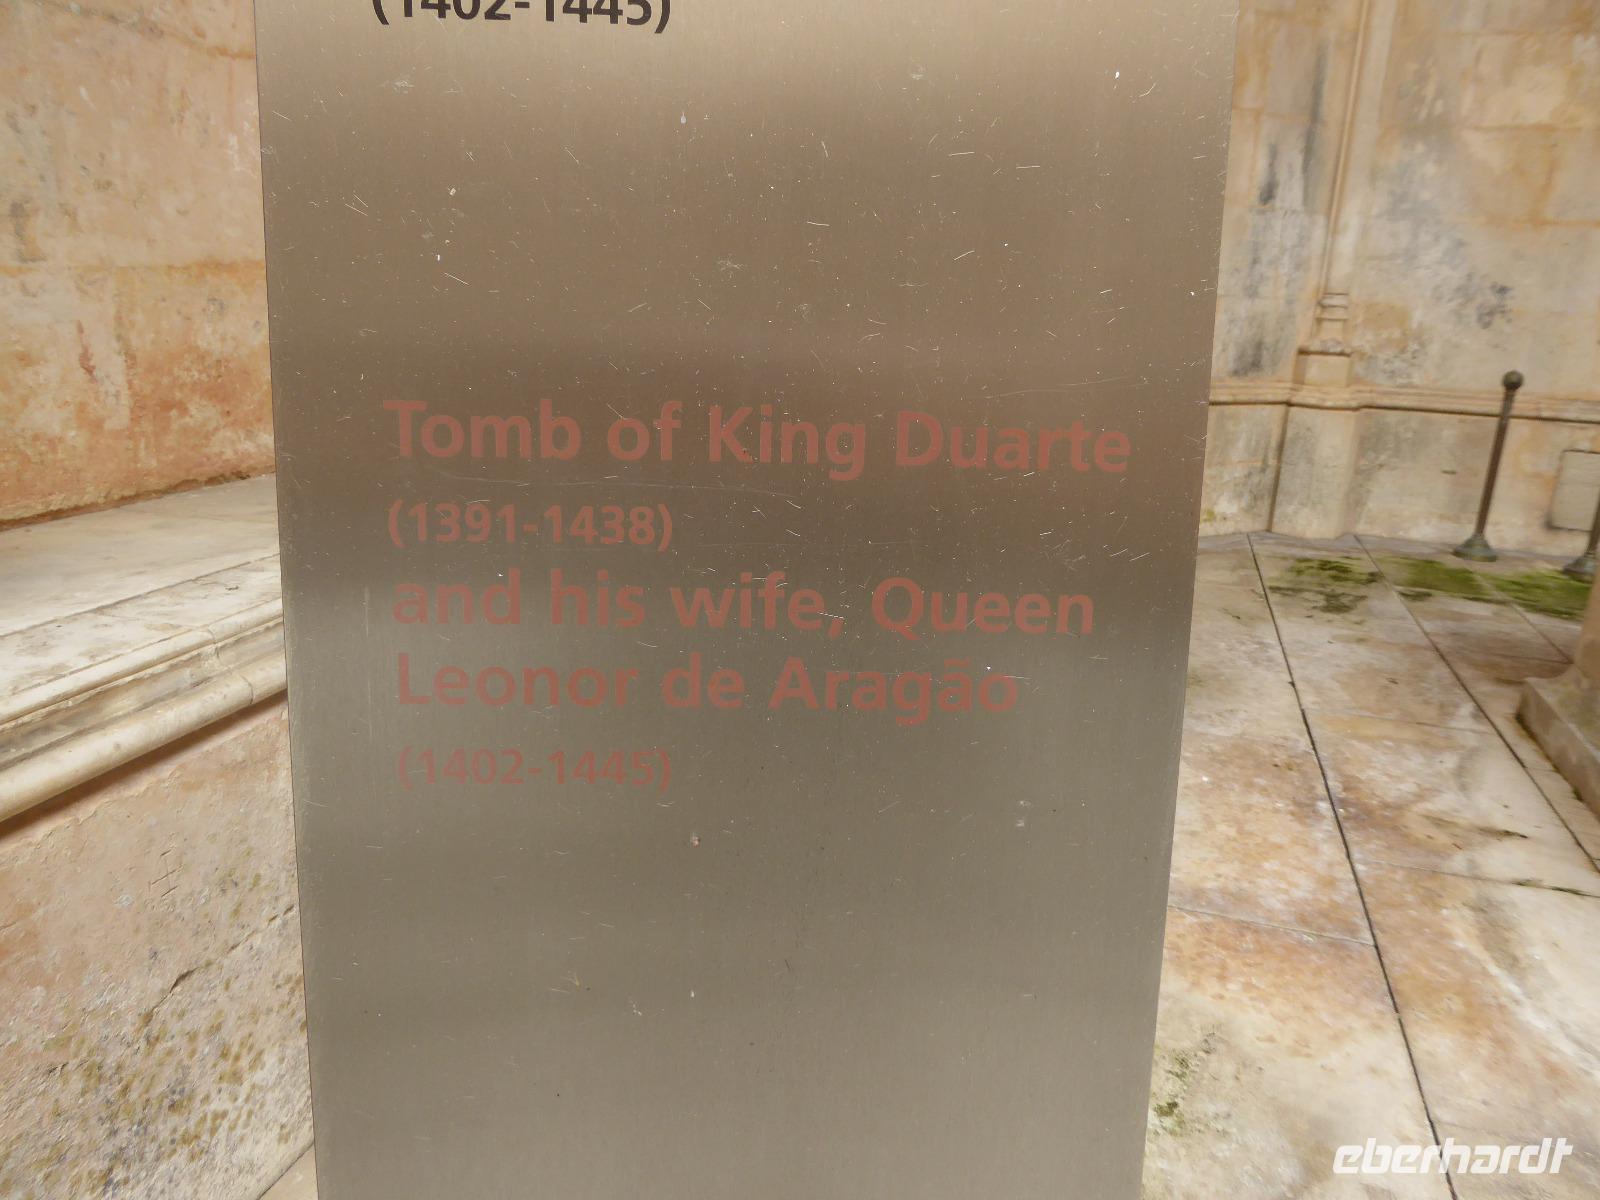 (1402-1445)
Tomb of King Duarte
(1391-1438)
and his wife, Queen
Leonor de Aragão
(1402-1445)
eberhardt